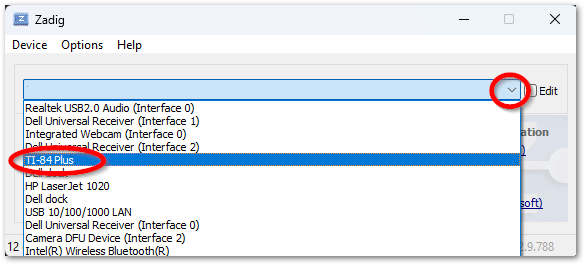 Zadig
Device Options Help
Edit
Realtek USB2.0 Audio (Interface 0)
Dell Universal Receiver (Interface 1)
Integrated Webcam (Interface 0)
Dell Universal Receiver (Interface 2)
TI-84 Plus
Dell dock
HP LaserJet 1020
Dell dock
USB 10/100/1000 LAN
Dell Universal Receiver (Interface 0)
Camera DFU Device (Interface 2)
Intel(R) Wireless Bluetooth(R)
ation
)
soft)
12
2.9.788